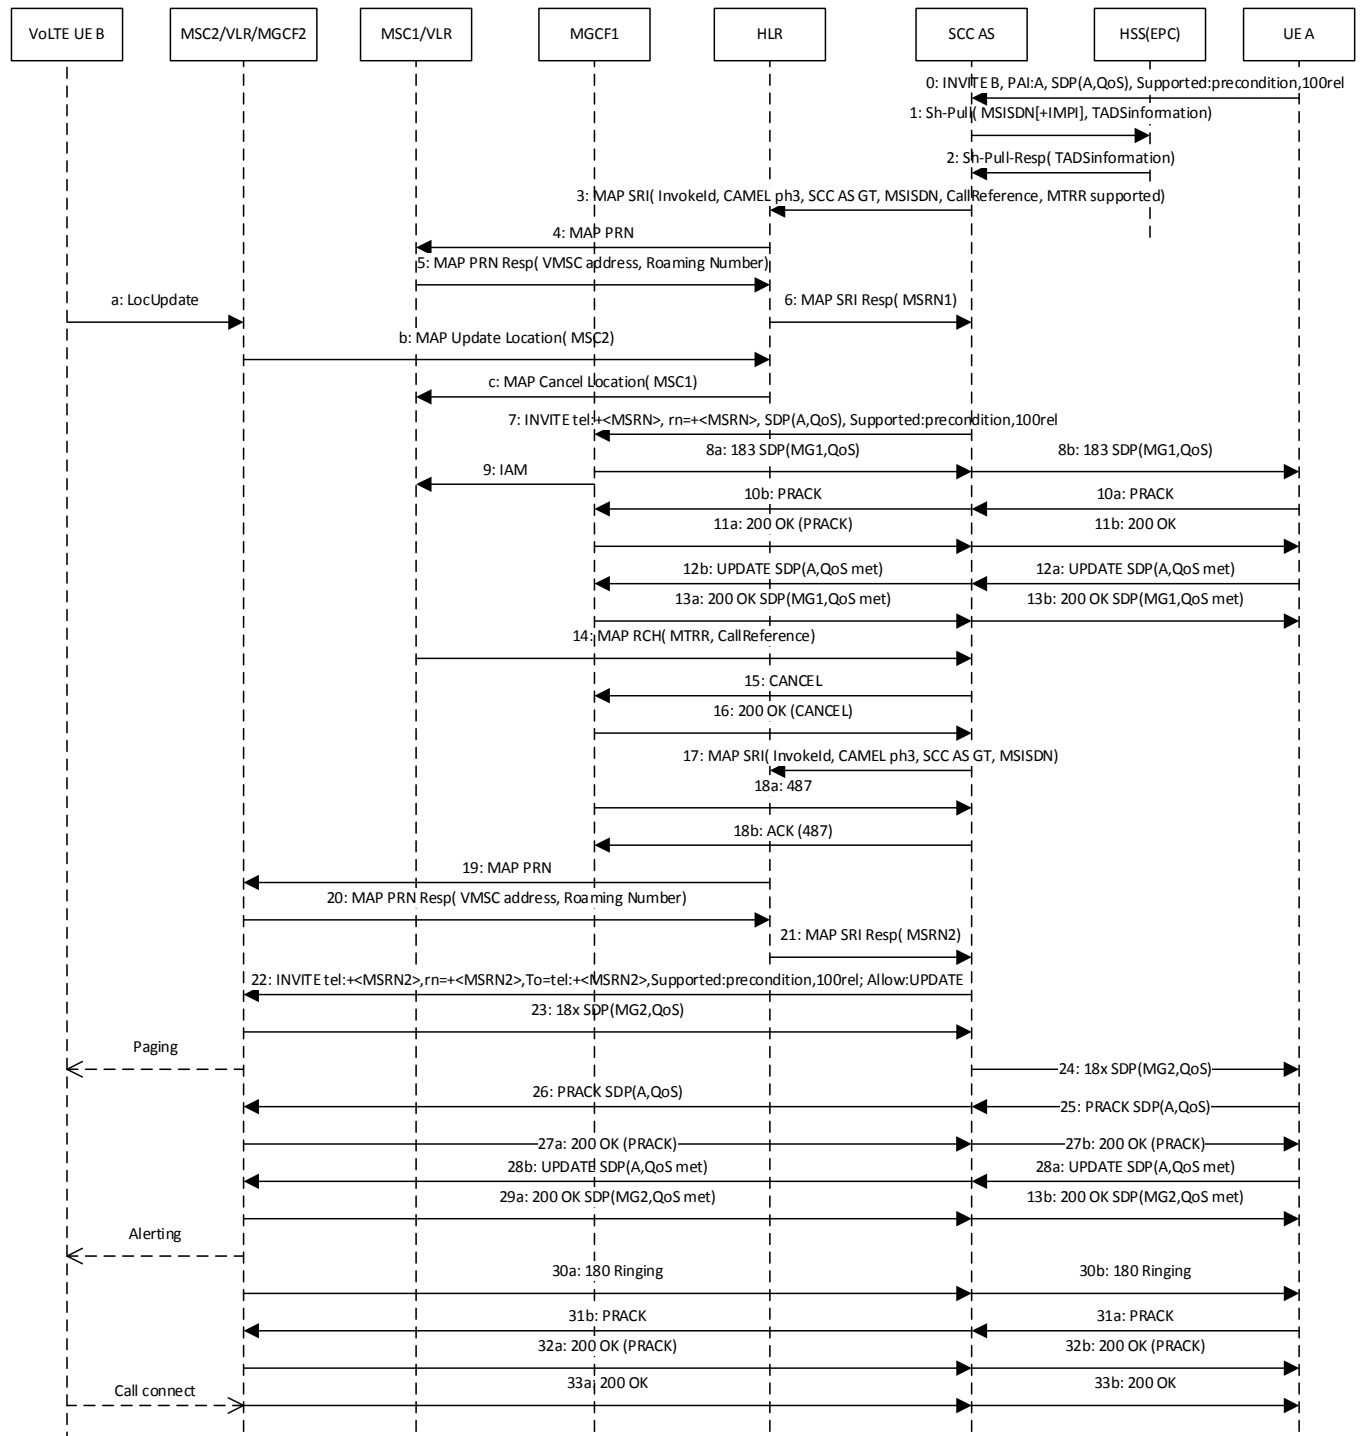 VoLTE UE B
MSC2/VLR/MGCF2
MSC1/VLR
MGCF1
HLR
SCC AS
HSS(EPC)
UE A
0: INVITE B, PAI:A, SDP(A,QoS), Supported:precondition,100rel
1: Sh-Pull( MSISDN[+IMPI], TADSinformation)
2: Sh-Pull-Resp( TADSinformation)
3: MAP SRI( InvokeId, CAMEL ph3, SCC AS GT, MSISDN, CallReference, MTRR supported)
4: MAP PRN
5: MAP PRN Resp( VMSC address, Roaming Number)
a: LocUpdate
6: MAP SRI Resp( MSRN1)
b: MAP Update Location( MSC2)
c: MAP Cancel Location( MSC1)
7: INVITE tel:+<MSRN>, rn=+<MSRN>, SDP(A,QoS), Supported:precondition,100rel
8a: 183 SDP(MG1,QoS)
8b: 183 SDP(MG1,QoS)
9: IAM
10b: PRACK
10a: PRACK
11a: 200 OK (PRACK)
11b: 200 OK
12b: UPDATE SDP(A,QoS met)
12a: UPDATE SDP(A,QoS met)
13a: 200 OK SDP(MG1,QoS met)
13b: 200 OK SDP(MG1,QoS met)
14: MAP RCH( MTRR, CallReference)
15: CANCEL
16: 200 OK (CANCEL)
17: MAP SRI( InvokeId, CAMEL ph3, SCC AS GT, MSISDN)
18a: 487
18b: ACK (487)
19: MAP PRN
20: MAP PRN Resp( VMSC address, Roaming Number)
21: MAP SRI Resp( MSRN2)
22: INVITE tel:+<MSRN2>,rn=+<MSRN2>,To=tel:+<MSRN2>,Supported:precondition,100rel; Allow:UPDATE
23: 18x SDP(MG2,QoS)
Paging
24: 18x SDP(MG2,QoS)
26: PRACK SDP(A,QoS)
25: PRACK SDP(A,QoS)
27a: 200 OK (PRACK)
27b: 200 OK (PRACK)
28b: UPDATE SDP(A,QoS met)
28a: UPDATE SDP(A,QoS met)
29a: 200 OK SDP(MG2,QoS met)
13b: 200 OK SDP(MG2,QoS met)
Alerting
30a: 180 Ringing
30b: 180 Ringing
31b: PRACK
31a: PRACK
32a: 200 OK (PRACK)
32b: 200 OK (PRACK)
Call connect
33a: 200 OK
33b: 200 OK